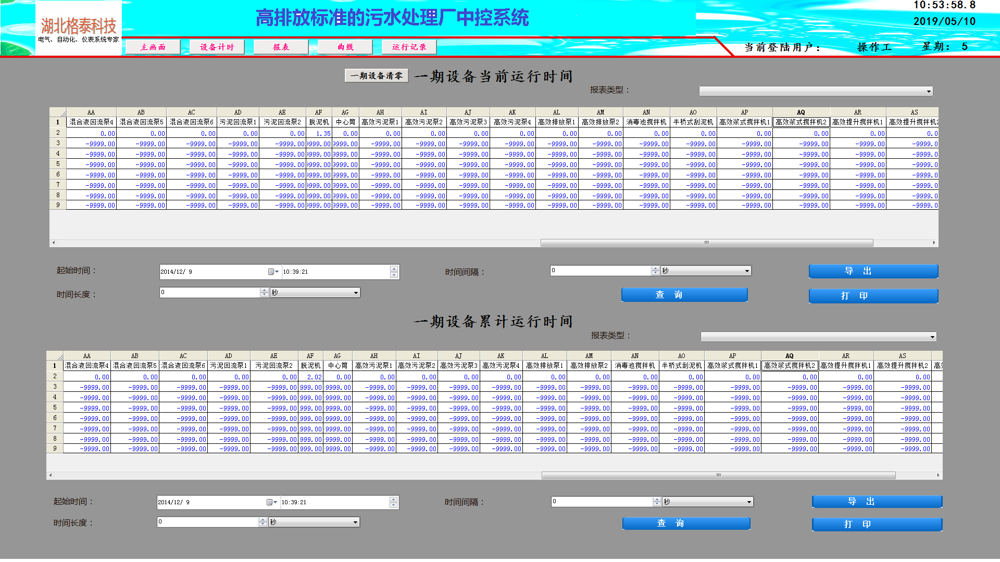 湖北格泰科技
电气、自动化、仪表系统专家
高排放标准的污水处理厂中控系统
10:53:58.8
2019/05/10
主画面 设备计时 报表 曲线 运行记录
当前登陆用户： 操作工 星期： 5
一期设备清零 一期设备当前运行时间
报表类型：
AA AB AC AD AE AF AG AH AI AJ AK AL AM AN AO AP AQ AR AS
1 混合液回流泵4 混合液回流泵5 混合液回流泵6 污泥回流泵1 污泥回流泵2 脱泥机 中心筒 高效污泥泵1 高效污泥泵2 高效污泥泵3 高效污泥泵4 高效排放泵1 高效排放泵2 消毒池搅拌机 半桥式刮泥机 高效浆式搅拌机1 高效浆式搅拌机2 高效提升搅拌机1 高效提升搅拌机2
2 0.00 0.00 0.00 0.00 0.00 1.35 0.00 0.00 0.00 0.00 0.00 0.00 0.00 0.00 0.00 0.00 0.00 0.00 0.0
3 -9999.00 -9999.00 -9999.00 -9999.00 -9999.00 9999.00 9999.00 -9999.00 -9999.00 -9999.00 -9999.00 -9999.00 -9999.00 -9999.00 -9999.00 -9999.00 -9999.00 -9999.00 -9999.0
4 -9999.00 -9999.00 -9999.00 -9999.00 -9999.00 9999.00 9999.00 -9999.00 -9999.00 -9999.00 -9999.00 -9999.00 -9999.00 -9999.00 -9999.00 -9999.00 -9999.00 -9999.00 -9999.0
5 -9999.00 -9999.00 -9999.00 -9999.00 -9999.00 9999.00 9999.00 -9999.00 -9999.00 -9999.00 -9999.00 -9999.00 -9999.00 -9999.00 -9999.00 -9999.00 -9999.00 -9999.00 -9999.0
6 -9999.00 -9999.00 -9999.00 -9999.00 -9999.00 9999.00 9999.00 -9999.00 -9999.00 -9999.00 -9999.00 -9999.00 -9999.00 -9999.00 -9999.00 -9999.00 -9999.00 -9999.00 -9999.0
7 -9999.00 -9999.00 -9999.00 -9999.00 -9999.00 9999.00 9999.00 -9999.00 -9999.00 -9999.00 -9999.00 -9999.00 -9999.00 -9999.00 -9999.00 -9999.00 -9999.00 -9999.00 -9999.0
8 -9999.00 -9999.00 -9999.00 -9999.00 -9999.00 9999.00 9999.00 -9999.00 -9999.00 -9999.00 -9999.00 -9999.00 -9999.00 -9999.00 -9999.00 -9999.00 -9999.00 -9999.00 -9999.0
9 -9999.00 -9999.00 -9999.00 -9999.00 -9999.00 9999.00 9999.00 -9999.00 -9999.00 -9999.00 -9999.00 -9999.00 -9999.00 -9999.00 -9999.00 -9999.00 -9999.00 -9999.00 -9999.0
起始时间： 2014/12/ 9 10:39:21 时间间隔： 0 秒 导 出
时间长度： 0 秒 查 询 打 印
一期设备累计运行时间
报表类型：
AA AB AC AD AE AF AG AH AI AJ AK AL AM AN AO AP AQ AR AS
1 混合液回流泵4 混合液回流泵5 混合液回流泵6 污泥回流泵1 污泥回流泵2 脱泥机 中心筒 高效污泥泵1 高效污泥泵2 高效污泥泵3 高效污泥泵4 高效排放泵1 高效排放泵2 消毒池搅拌机 半桥式刮泥机 高效浆式搅拌机1 高效浆式搅拌机2 高效提升搅拌机1 高效提升搅拌机2 高
2 0.00 0.00 0.00 0.00 0.00 2.02 0.00 0.00 0.00 0.00 0.00 0.00 0.00 0.00 0.00 0.00 0.00 0.00 0.00
3 -9999.00 -9999.00 -9999.00 -9999.00 -9999.00 999.00 -9999.00 -9999.00 -9999.00 -9999.00 -9999.00 -9999.00 -9999.00 -9999.00 -9999.00 -9999.00 -9999.00 -9999.00 -9999.00
4 -9999.00 -9999.00 -9999.00 -9999.00 -9999.00 999.00 -9999.00 -9999.00 -9999.00 -9999.00 -9999.00 -9999.00 -9999.00 -9999.00 -9999.00 -9999.00 -9999.00 -9999.00 -9999.00
5 -9999.00 -9999.00 -9999.00 -9999.00 -9999.00 999.00 -9999.00 -9999.00 -9999.00 -9999.00 -9999.00 -9999.00 -9999.00 -9999.00 -9999.00 -9999.00 -9999.00 -9999.00 -9999.00
6 -9999.00 -9999.00 -9999.00 -9999.00 -9999.00 999.00 -9999.00 -9999.00 -9999.00 -9999.00 -9999.00 -9999.00 -9999.00 -9999.00 -9999.00 -9999.00 -9999.00 -9999.00 -9999.00
7 -9999.00 -9999.00 -9999.00 -9999.00 -9999.00 999.00 -9999.00 -9999.00 -9999.00 -9999.00 -9999.00 -9999.00 -9999.00 -9999.00 -9999.00 -9999.00 -9999.00 -9999.00 -9999.00
8 -9999.00 -9999.00 -9999.00 -9999.00 -9999.00 999.00 -9999.00 -9999.00 -9999.00 -9999.00 -9999.00 -9999.00 -9999.00 -9999.00 -9999.00 -9999.00 -9999.00 -9999.00 -9999.00
9 -9999.00 -9999.00 -9999.00 -9999.00 -9999.00 999.00 -9999.00 -9999.00 -9999.00 -9999.00 -9999.00 -9999.00 -9999.00 -9999.00 -9999.00 -9999.00 -9999.00 -9999.00 -9999.00
起始时间： 2014/12/ 9 10:39:21 时间间隔： 0 秒 导 出
时间长度： 0 秒 查 询 打 印